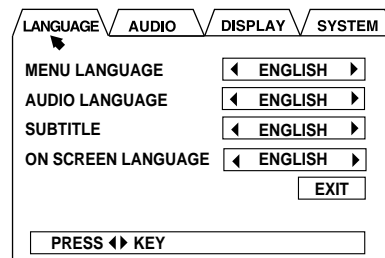 LANGUAGE AUDIO DISPLAY SYSTEM
MENU LANGUAGE ◀ ENGLISH ▶
AUDIO LANGUAGE ◀ ENGLISH ▶
SUBTITLE ◀ ENGLISH ▶
ON SCREEN LANGUAGE ◀ ENGLISH ▶
EXIT
PRESS ◀▶ KEY